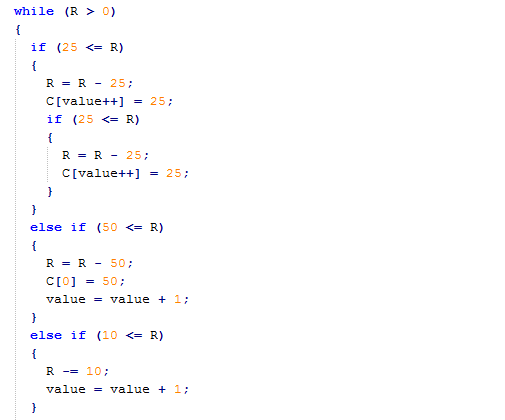 while (R > 0)
{
if (25 <= R)
{
R = R - 25;
C[value++] = 25;
if (25 <= R)
{
R = R - 25;
C[value++] = 25;
}
}
else if (50 <= R)
{
R = R - 50;
C[0] = 50;
value = value + 1;
}
else if (10 <= R)
{
R -= 10;
value = value + 1;
}